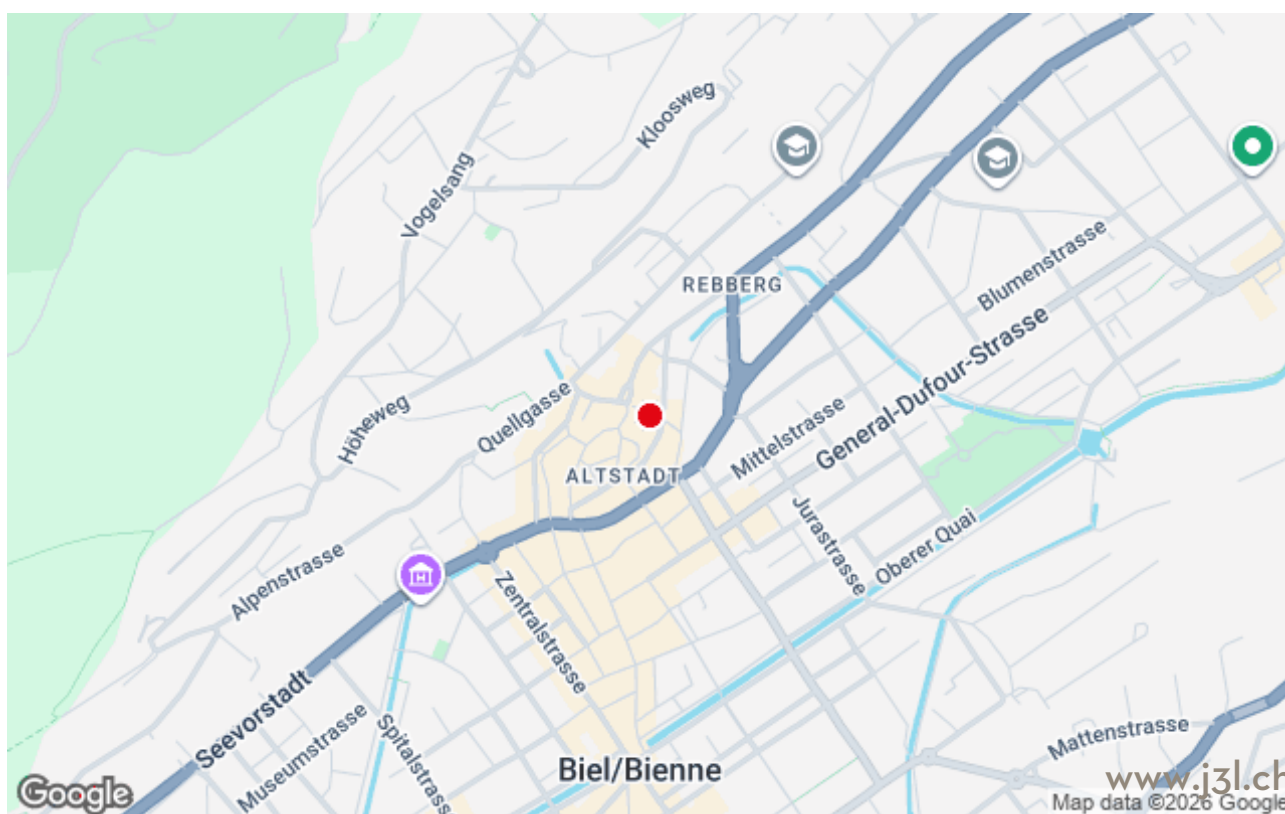 Kloosweg
Vogelsang
REBBERG
Blumenstrasse
General-Dufour-Strasse
Höheweg
Quellgasse
Mittelstrasse
ALTSTADT
Jurastrasse
Oberer Quai
Alpenstrasse
Zentralstrasse
Seevorstadt
Museumstrasse
Spitalstrasse
Mattenstrasse
Biel/Bienne
www.j3l.ch
Google
Map data ©2026 Google